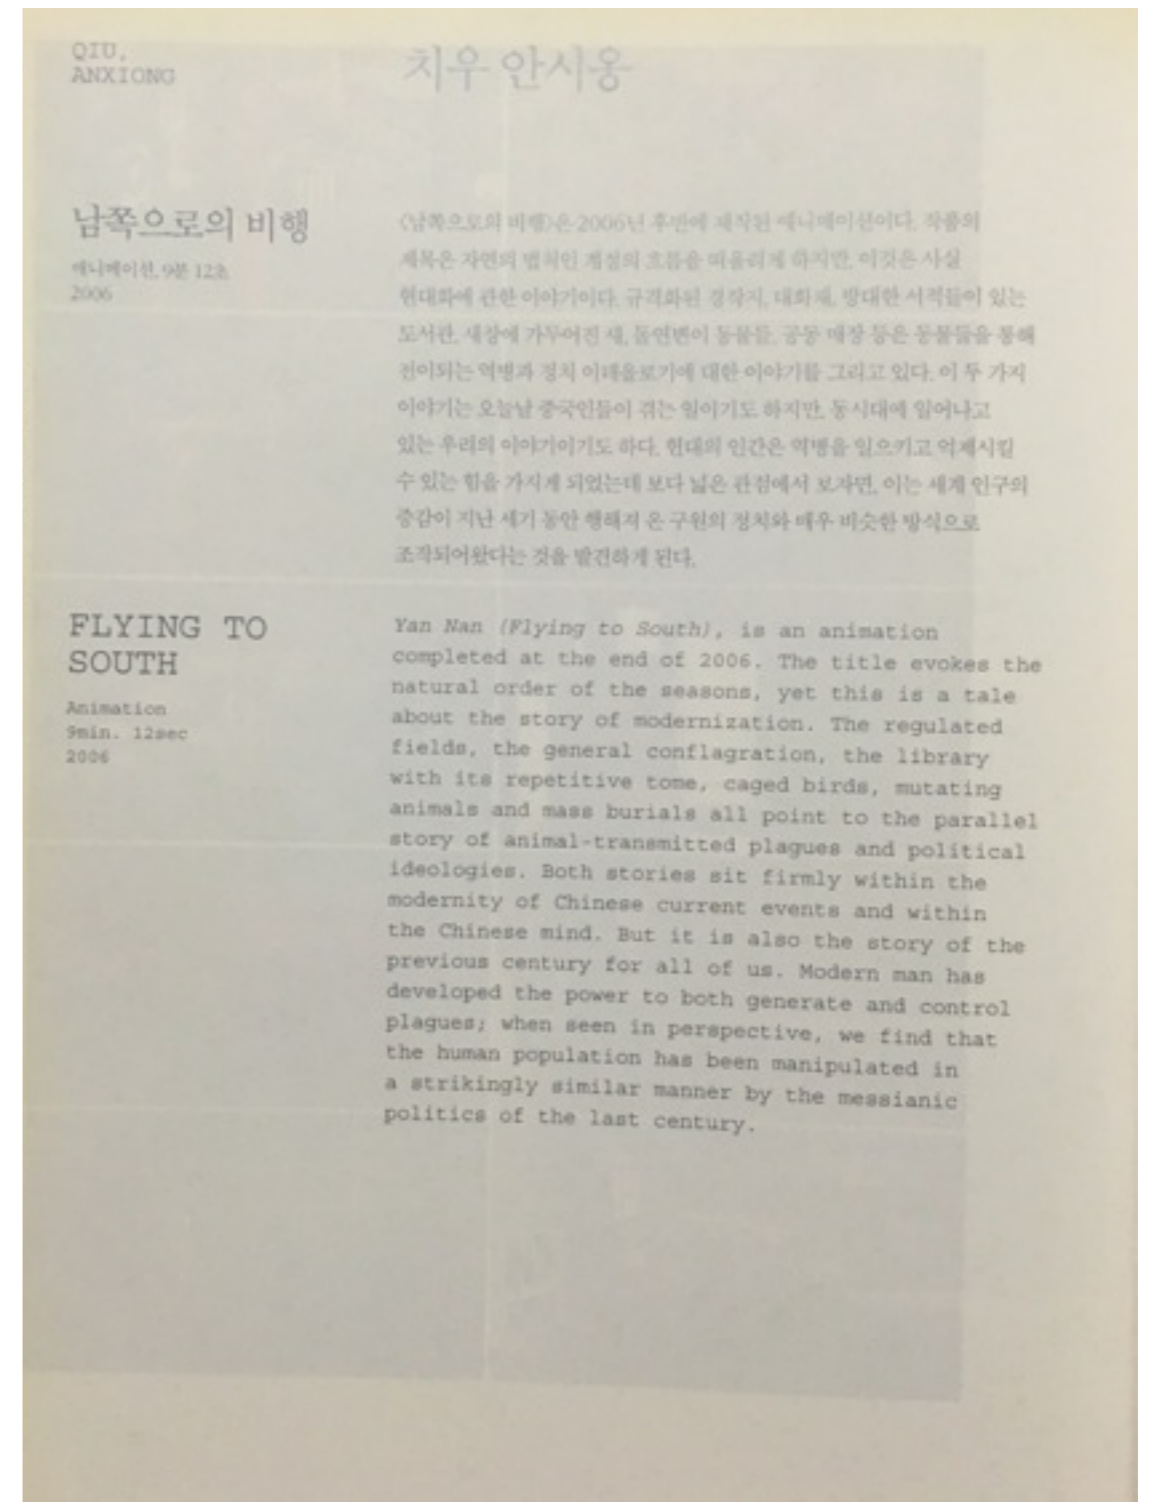 QIU,
ANXIONG
치우 안시옹
남쪽으로의 비행
애니메이션, 9분 12초
2006
<남쪽으로의 비행>은 2006년 후반에 제작된 애니메이션이다. 작품의
제목은 자연의 법칙인 계절의 흐름을 떠올리게 하지만, 이것은 사실
현대화에 관한 이야기이다. 규격화된 경작지, 대화재, 방대한 서적들이 있는
도서관, 새장에 가두어진 새, 돌연변이 동물들, 공동 매장 등은 동물들을 통해
전이되는 역병과 정치 이데올로기에 대한 이야기를 그리고 있다. 이 두 가지
이야기는 오늘날 중국인들이 겪는 일이기도 하지만, 동시대에 일어나고
있는 우리의 이야기이기도 하다. 현대의 인간은 역병을 일으키고 억제시킬
수 있는 힘을 가지게 되었는데 보다 넓은 관점에서 보자면, 이는 세계 인구의
증감이 지난 세기 동안 행해져 온 구원의 정치와 매우 비슷한 방식으로
조작되어왔다는 것을 발견하게 된다.
FLYING TO
SOUTH
Animation
9min. 12sec
2006
Yan Nan (Flying to South), is an animation
completed at the end of 2006. The title evokes the
natural order of the seasons, yet this is a tale
about the story of modernization. The regulated
fields, the general conflagration, the library
with its repetitive tome, caged birds, mutating
animals and mass burials all point to the parallel
story of animal-transmitted plagues and political
ideologies. Both stories sit firmly within the
modernity of Chinese current events and within
the Chinese mind. But it is also the story of the
previous century for all of us. Modern man has
developed the power to both generate and control
plagues; when seen in perspective, we find that
the human population has been manipulated in
a strikingly similar manner by the messianic
politics of the last century.